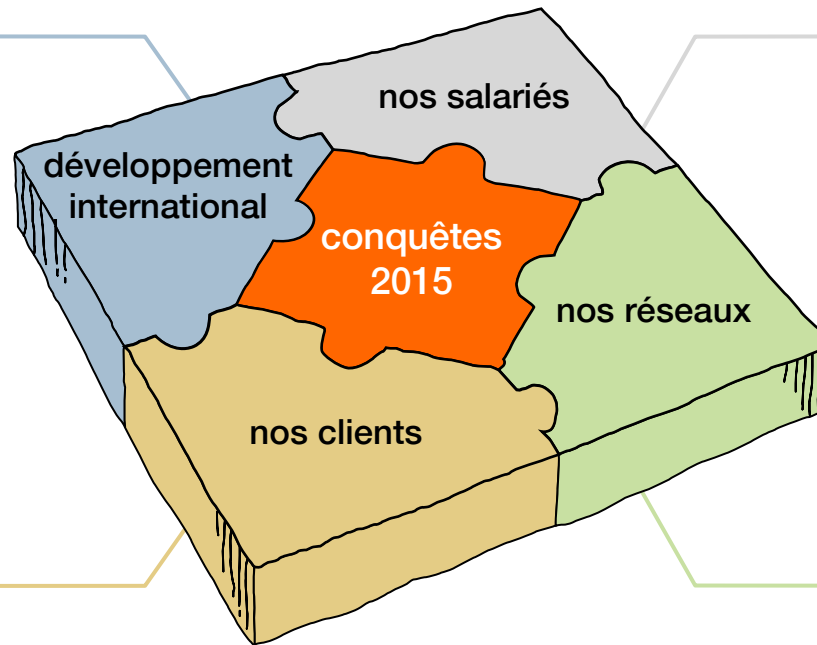 nos salariés
développement
international
conquêtes
2015
nos réseaux
nos clients